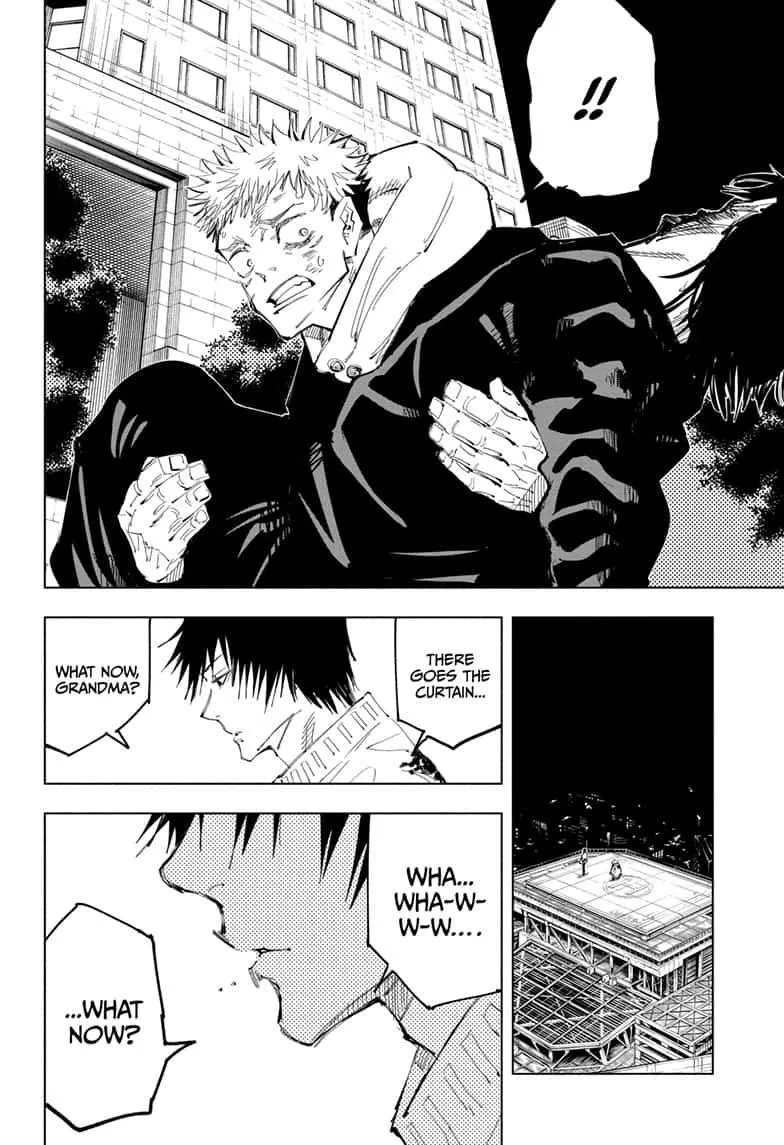 !!
THERE
GOES THE
CURTAIN...
WHAT NOW,
GRANDMA?
WHA...
WHA-W-
W-W....
...WHAT
NOW?